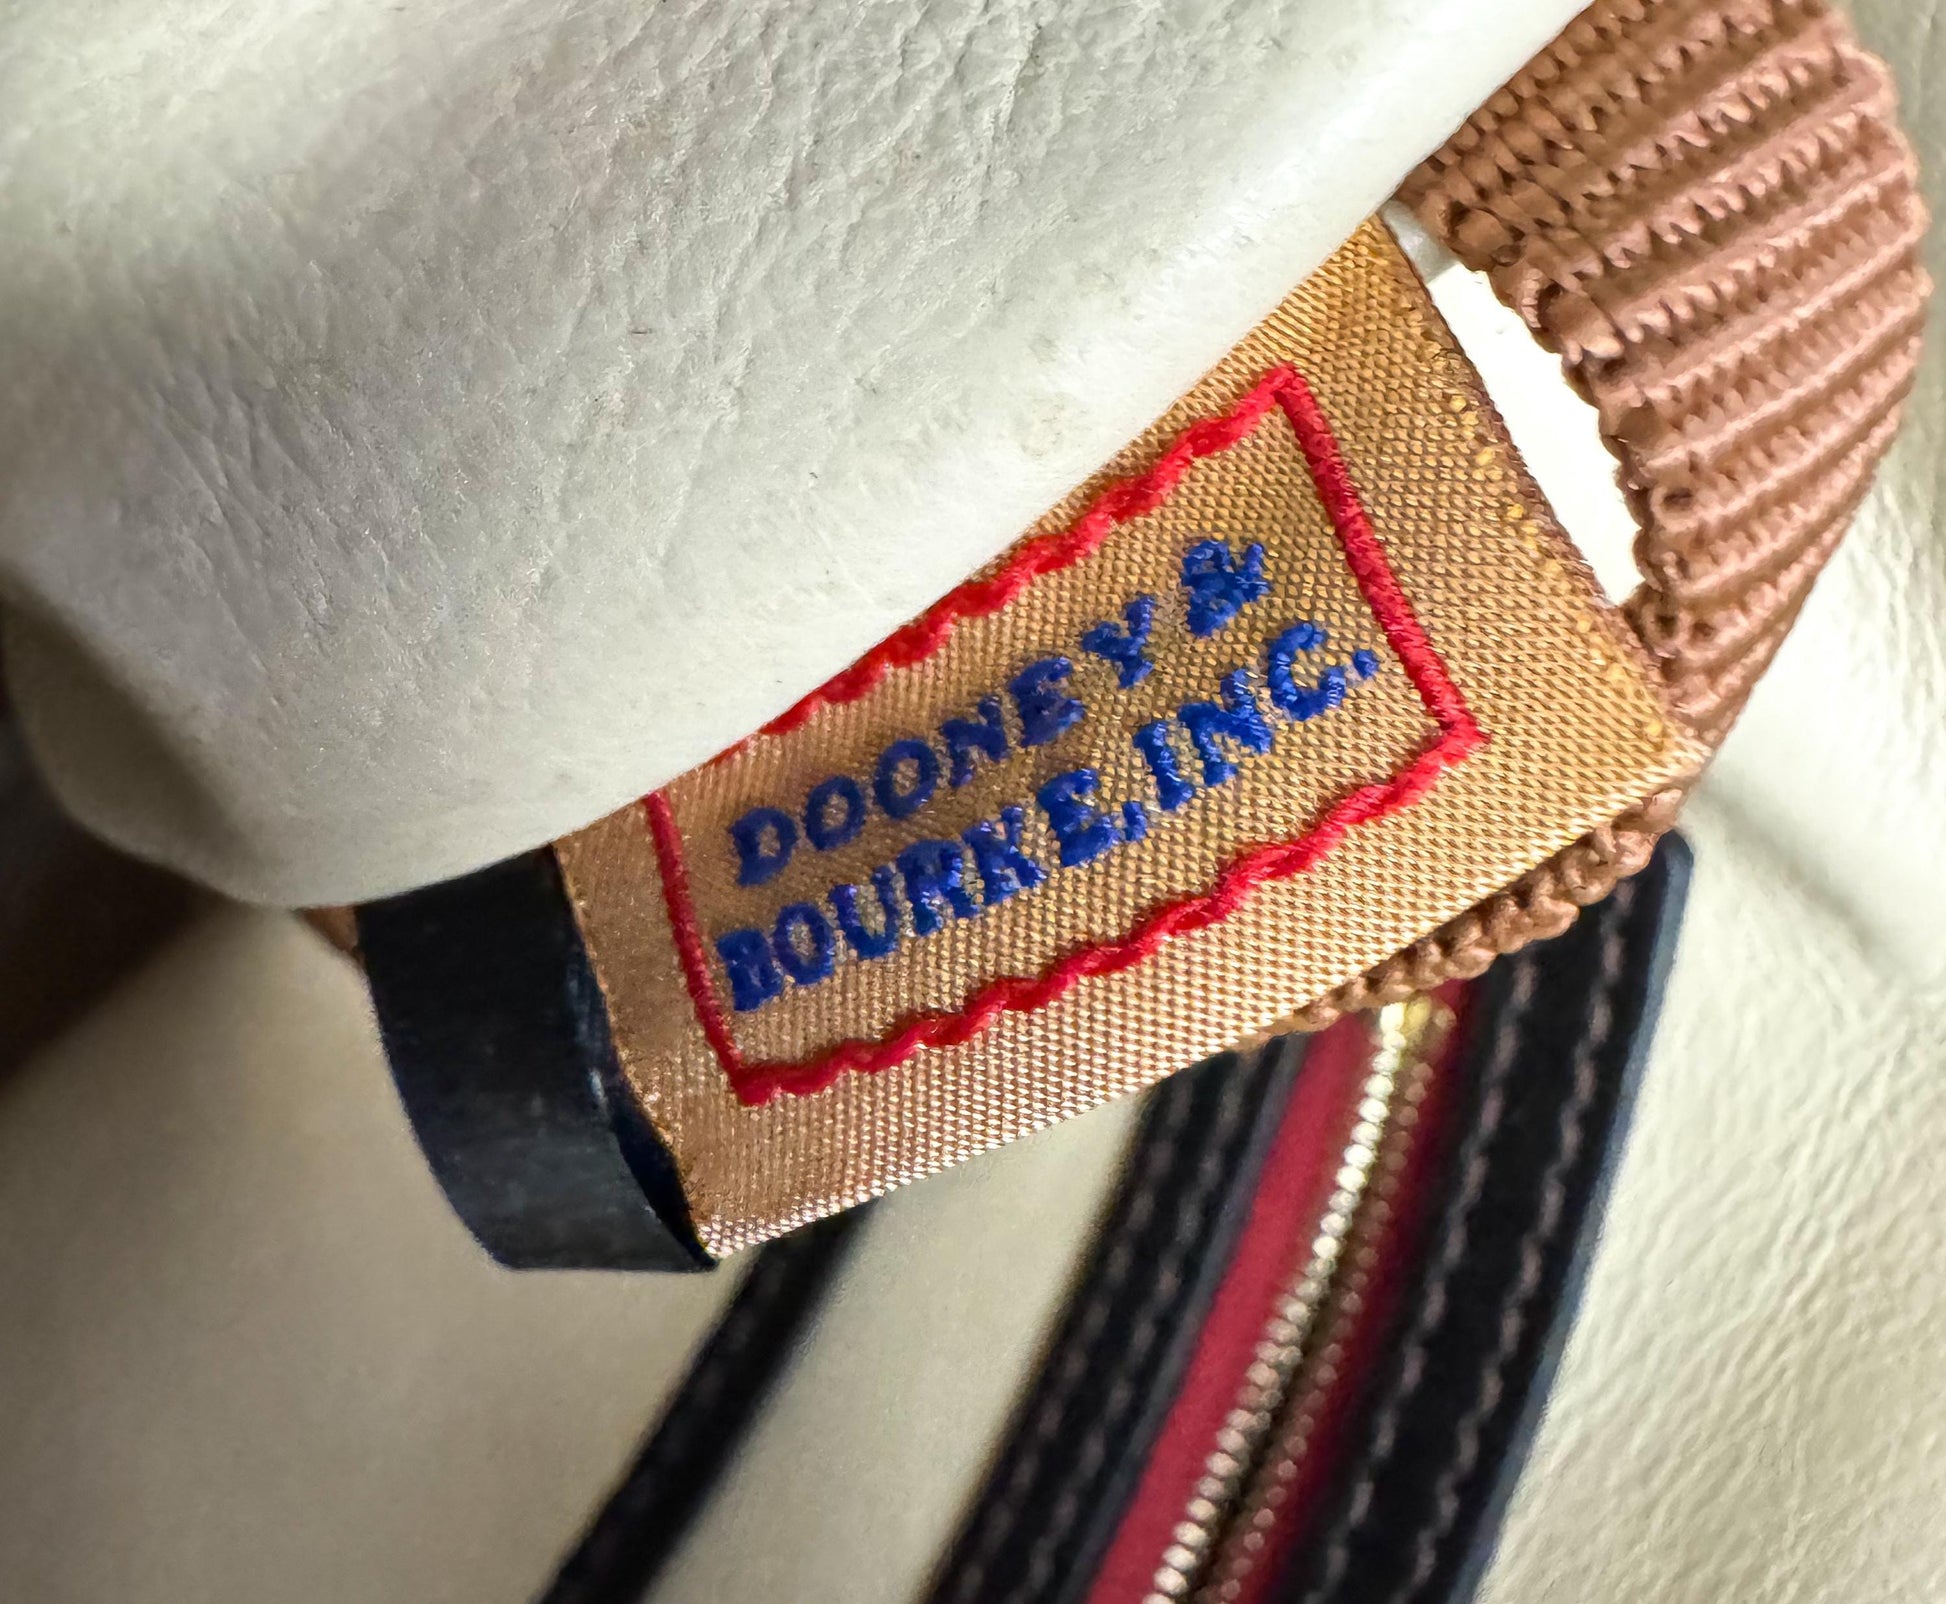 DOONEY &
BOURKE, INC.